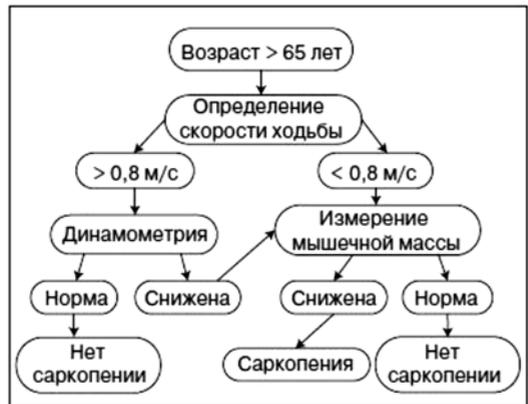 Возраст > 65 лет
Определение
скорости ходьбы
> 0,8 м/с
< 0,8 м/с
Динамометрия
Измерение
мышечной массы
Норма
Снижена
Снижена
Норма
Нет
саркопении
Саркопения
Нет
саркопении